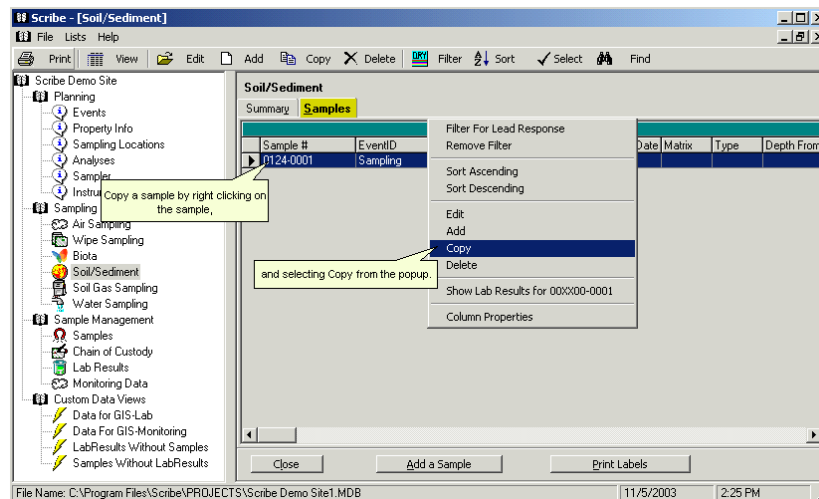 Scribe - [Soil/Sediment]
File Lists Help
Print View Edit Add Copy Delete DRY Filter Sort Select Find
Scribe Demo Site
Planning
Events
Property Info
Sampling Locations
Analyses
Sampler
Instru
Sampling
Air Sampling
Wipe Sampling
Biota
Soil/Sediment
Soil Gas Sampling
Water Sampling
Sample Management
Samples
Chain of Custody
Lab Results
Monitoring Data
Custom Data Views
Data for GIS-Lab
Data For GIS-Monitoring
LabResults Without Samples
Samples Without LabResults
Soil/Sediment
Summary Samples
Sample # EventID Date Matrix Type Depth From
0124-0001 Sampling
Copy a sample by right clicking on
the sample,
Filter For Lead Response
Remove Filter
Sort Ascending
Sort Descending
Edit
Add
Copy
Delete
Show Lab Results for 00XX00-0001
Column Properties
and selecting Copy from the popup.
Close Add a Sample Print Labels
File Name: C:\Program Files\Scribe\PROJECTS\Scribe Demo Site1.MDB 11/5/2003 2:25 PM